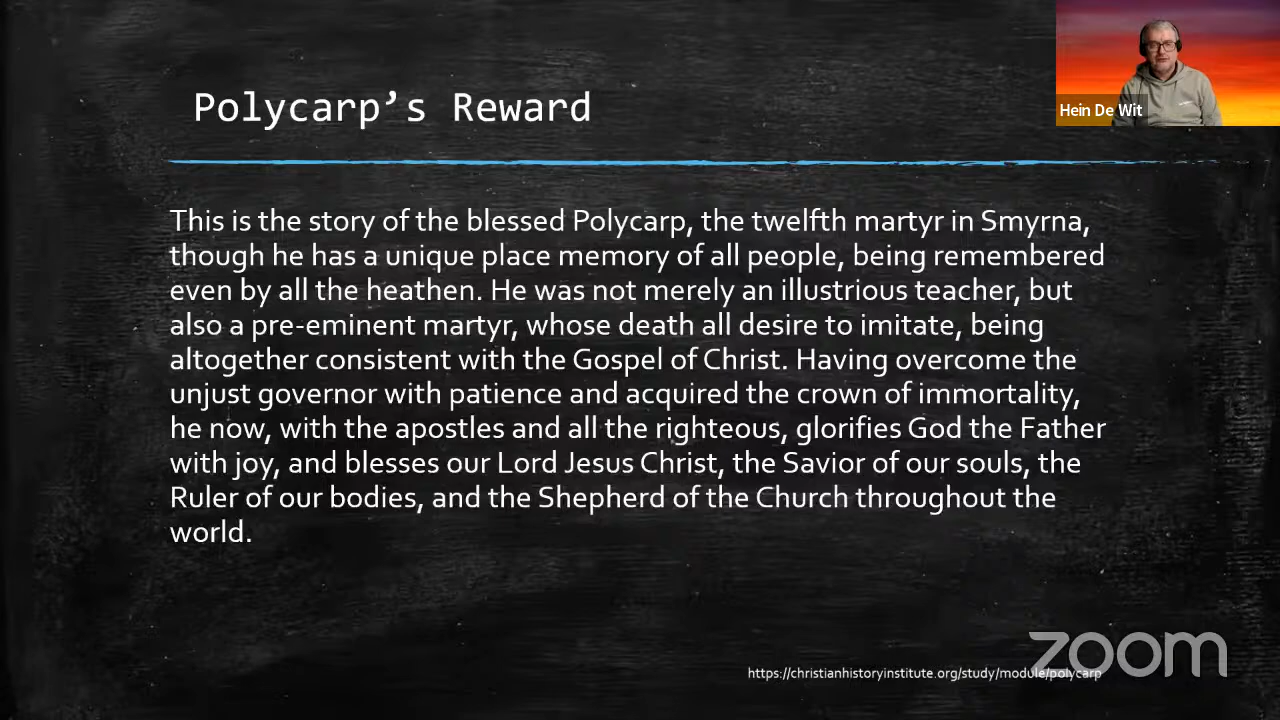 Polycarp’s Reward
Hein De Wit
This is the story of the blessed Polycarp, the twelfth martyr in Smyrna,
though he has a unique place memory of all people, being remembered
even by all the heathen. He was not merely an illustrious teacher, but
also a pre-eminent martyr, whose death all desire to imitate, being
altogether consistent with the Gospel of Christ. Having overcome the
unjust governor with patience and acquired the crown of immortality,
he now, with the apostles and all the righteous, glorifies God the Father
with joy, and blesses our Lord Jesus Christ, the Savior of our souls, the
Ruler of our bodies, and the Shepherd of the Church throughout the
world.
zoom
https://christianhistoryinstitute.org/study/module/polycarp